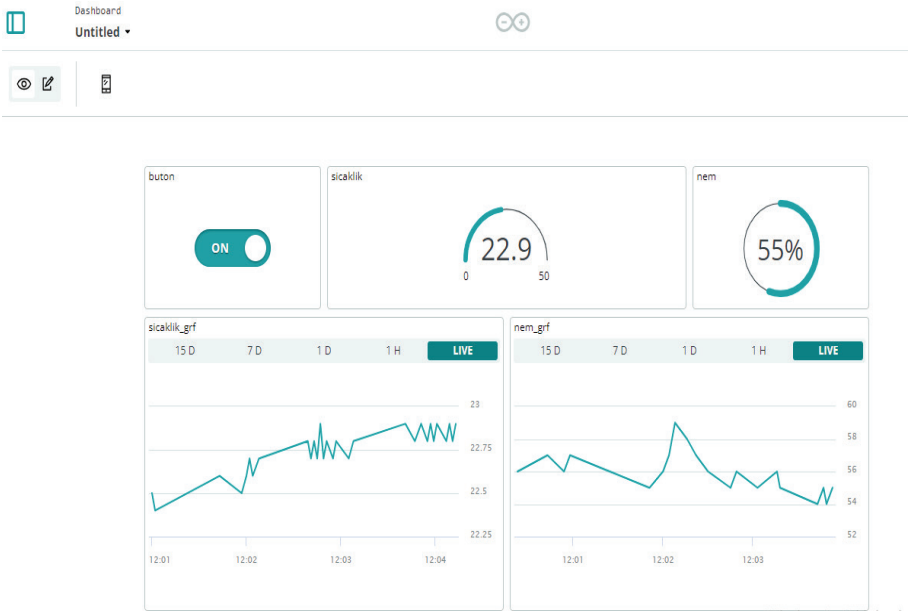 Dashboard
Untitled
buton
ON
sicaklik
22.9
0 50
nem
55%
sicaklik_grf
15 D 7 D 1 D 1 H LIVE
23
22.75
22.5
22.25
12:01 12:02 12:03 12:04
nem_grf
15 D 7 D 1 D 1 H LIVE
60
58
56
54
52
12:01 12:02 12:03